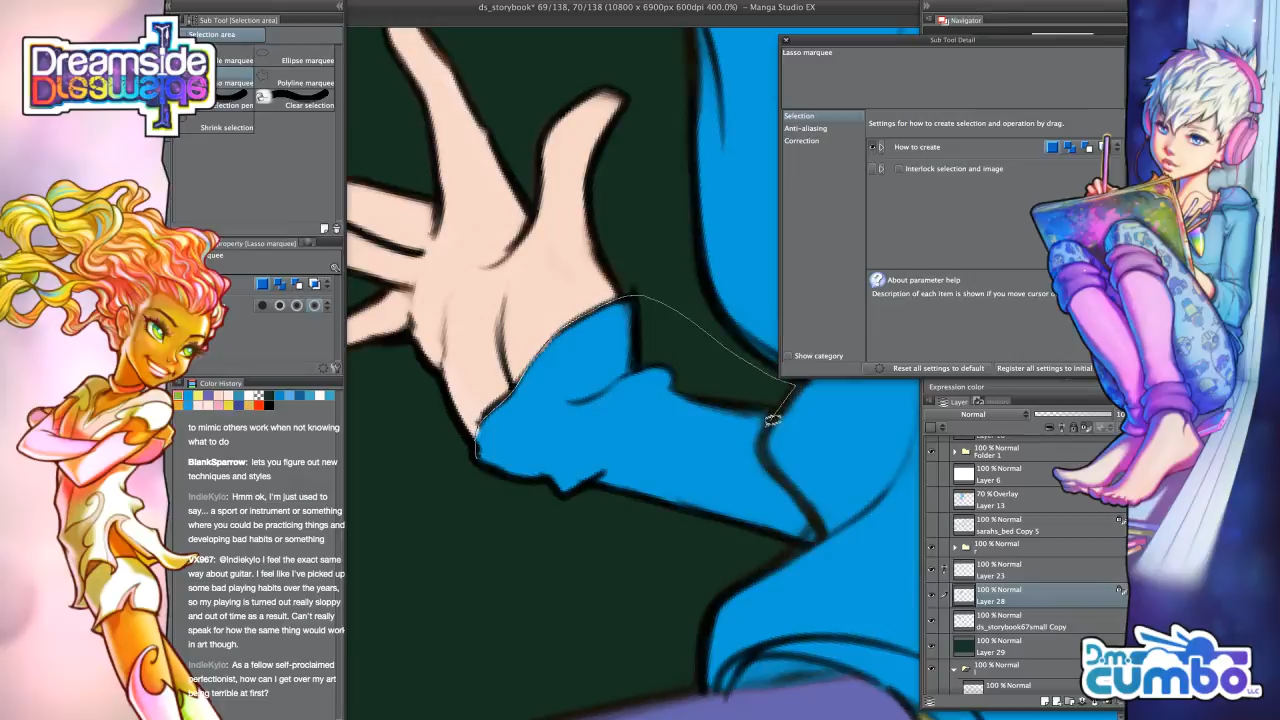 ds_storybook* 69/138, 70/138 (10800 x 6900px 600dpi 400.0%) - Manga Studio EX
Dreamside
Sub Tool [Selection area]
Selection area
Ellipse marquee
Polyline marquee
Clear selection
Shrink selection
property [Lasso marquee]
Color History
to mimic others work when not knowing
what to do
BlankSparrow: lets you figure out new
techniques and styles
IndieKylo: Hmm ok, I'm just used to
say... a sport or instrument or something
where you could be practicing things and
developing bad habits or something
VX967: @Indiekylo I feel the exact same
way about guitar. I feel like I've picked up
some bad playing habits over the years,
so my playing is turned out really sloppy
and out of time as a result. Can't really
speak for how the same thing would work
in art though.
IndieKylo: As a fellow self-proclaimed
perfectionist, how can I get over my art
being terrible at first?
Navigator
Sub Tool Detail
Lasso marquee
Selection
Anti-aliasing
Correction
Settings for how to create selection and operation by drag.
How to create
Interlock selection and image
About parameter help
Description of each item is shown if you move cursor
Show category
Reset all settings to default
Register all settings to initial
Expression color
Layer
Normal
10
Folder 1
100 % Normal
Layer 6
70 % Overlay
Layer 13
100 % Normal
sarahs_bed Copy 5
100 % Normal
r
100 % Normal
Layer 23
100 % Normal
Layer 28
100 % Normal
ds_storybook67small Copy
100 % Normal
Layer 29
100 % Normal
l
100 % Normal
D.m.
cumbo
LLC